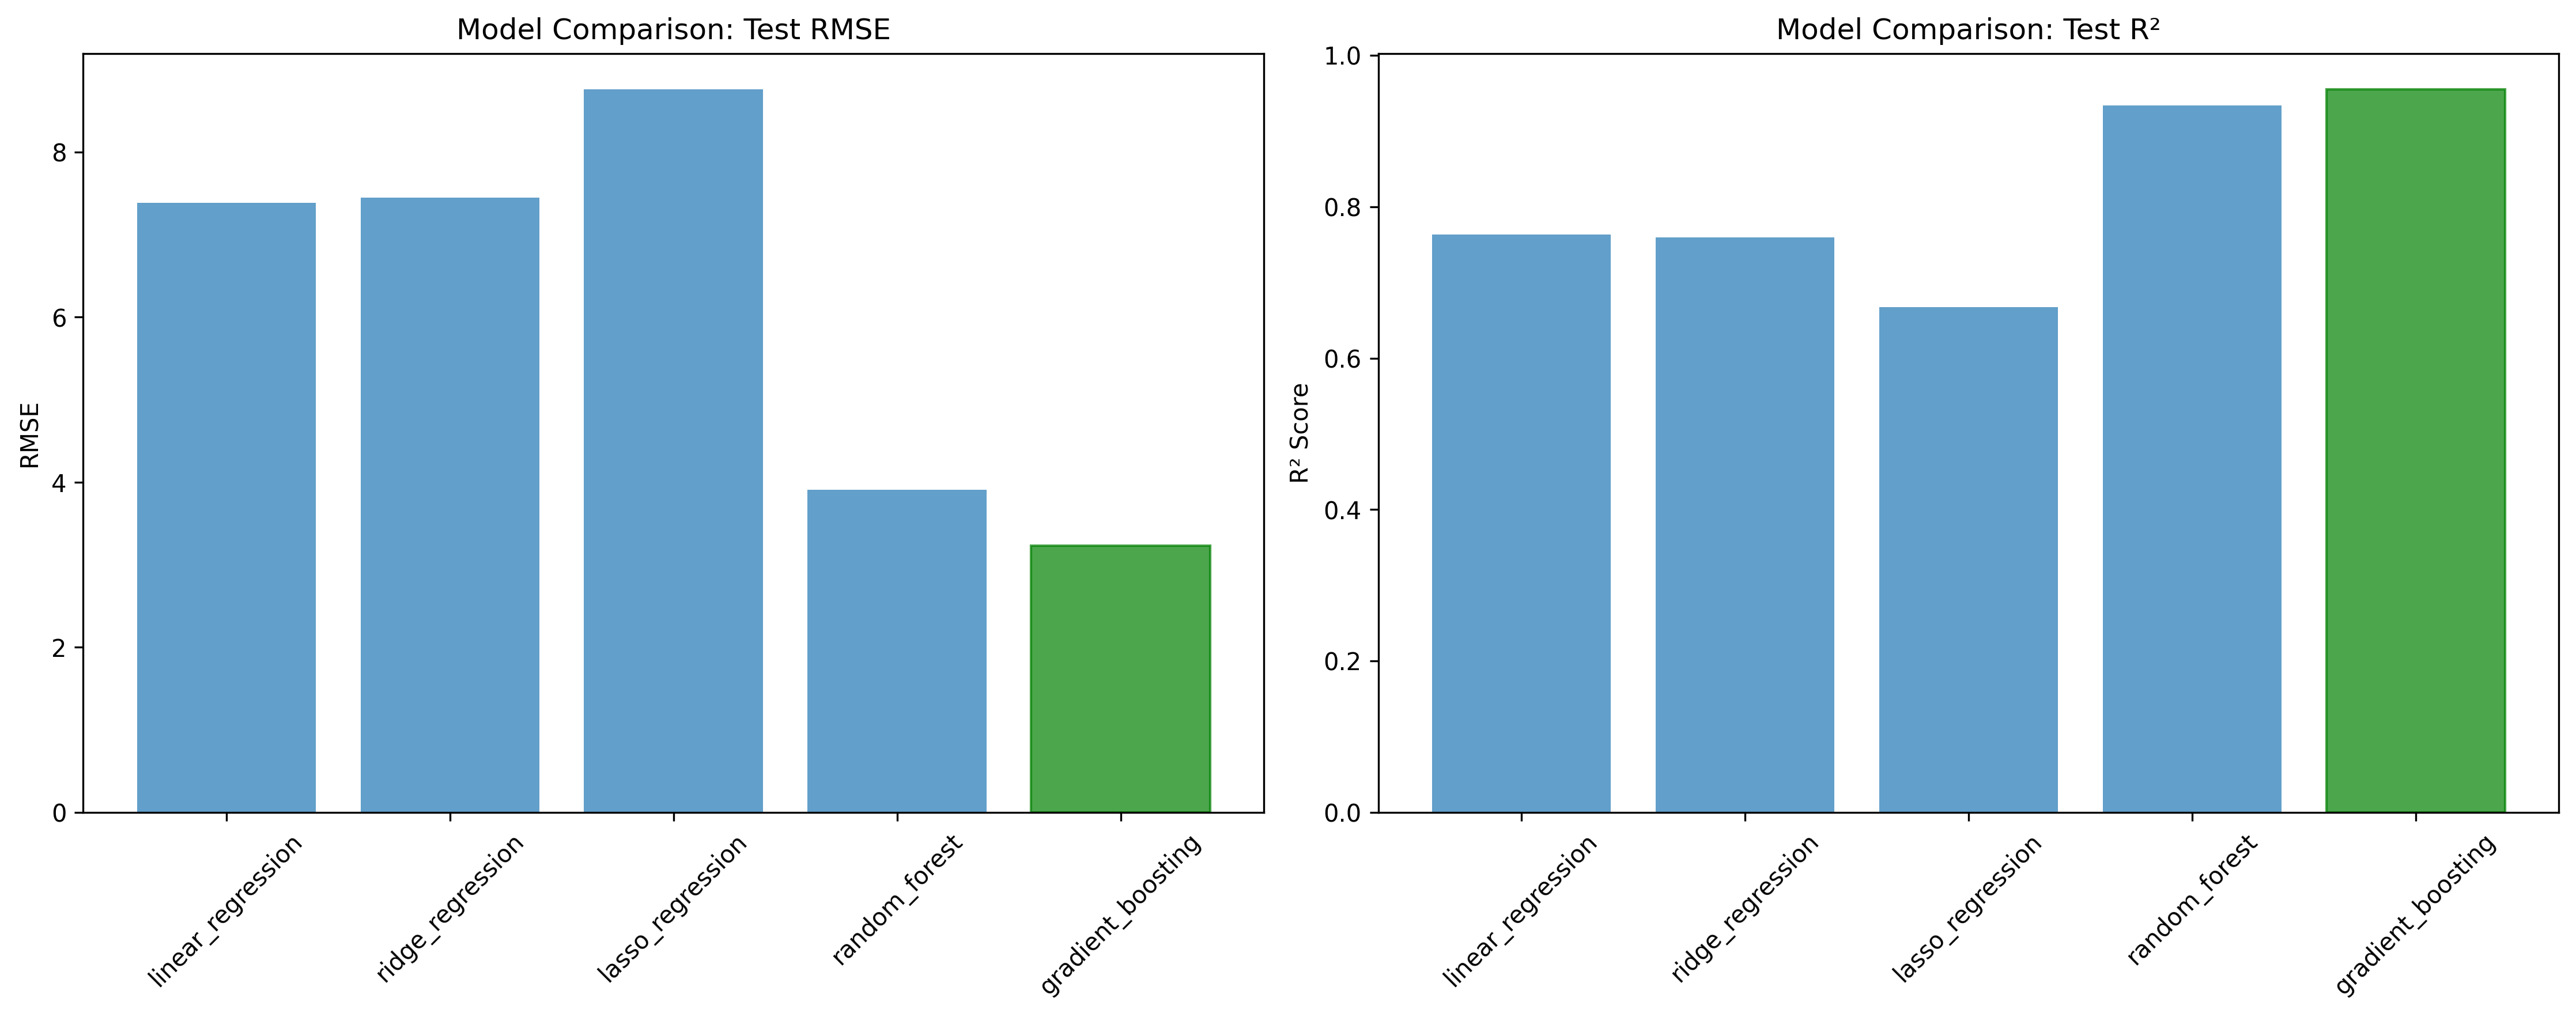 Model Comparison: Test RMSE
RMSE
8
6
4
2
0
linear_regression
ridge_regression
lasso_regression
random_forest
gradient_boosting
Model Comparison: Test R²
R² Score
1.0
0.8
0.6
0.4
0.2
0.0
linear_regression
ridge_regression
lasso_regression
random_forest
gradient_boosting